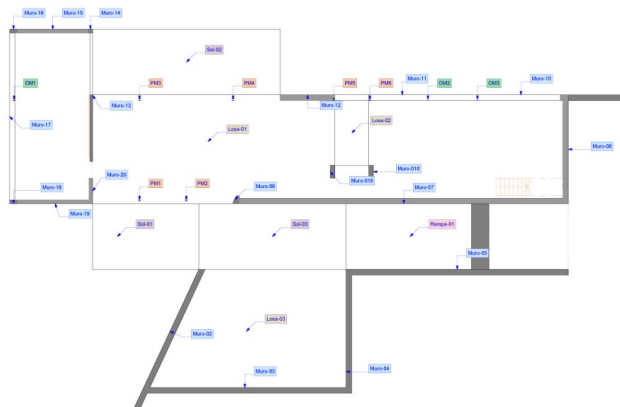 Muro-16
Muro-15
Muro-14
Sol-02
OM1
PM3
PM4
PM5
PM6
Muro-11
OM2
OM3
Muro-10
Muro-13
Muro-12
Muro-17
Losa-01
Losa-02
Muro-09
Muro-010
Muro-010
Muro-20
PM1
PM2
Muro-08
Muro-07
Muro-18
Muro-19
Sol-01
Sol-03
Rampa-01
Muro-05
Losa-03
Muro-02
Muro-04
Muro-03